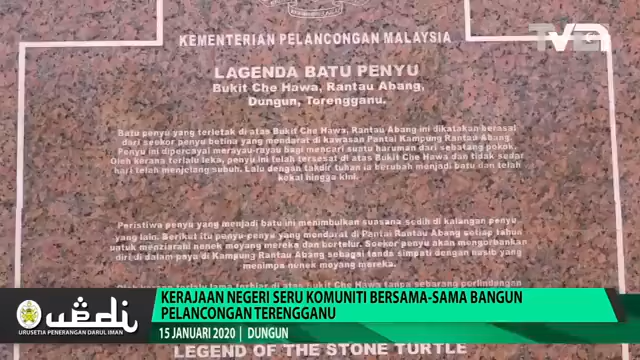 KEMENTERIAN PELANCONGAN MALAYSIA
LAGENDA BATU PENYU
Bukit Che Hawa, Rantau Abang,
Dungun, Torengganu.
Batu penyu yang terletak di atas Bukit Che Hawa, Rantau Abang ini dikatakan berasal
dari seekor penyu betina yang mendarat di kawasan Pantai Kampung Rantau Abang.
Penyu ini dipercayai merayau-rayau bagi mencari suatu haruman dari sebatang pokok.
Oleh kerana terlalu leka, penyu ini telah tersesat di atas Bukit Che Hawa dan tidak sedar
hari telah menjelang subuh. Lalu dengan takdir tuhan ia berubah menjadi batu dan telah
kekal hingga kini.
Peristiwa penyu yang menjadi batu ini menimbulkan suasana sedih di kalangan penyu
yang lain. Berikut itu penyu-penyu yang mendarat di Pantai Rantau Abang setiap tahun
untuk menziarahi nenek moyang mereka dan bertelur. Seekor penyu akan mengorbankan
diri di dalam paya di Kampung Rantau Abang sebagai tanda simpati dengan nasib yang
menimpa nenek moyang mereka.
TVE
Ouedi
URUSETIA PENERANGAN DARUL IMAN
KERAJAAN NEGERI SERU KOMUNITI BERSAMA-SAMA BANGUN
PELANCONGAN TERENGGANU
15 JANUARI 2020 | DUNGUN
LEGEND OF THE STONE TURTLE